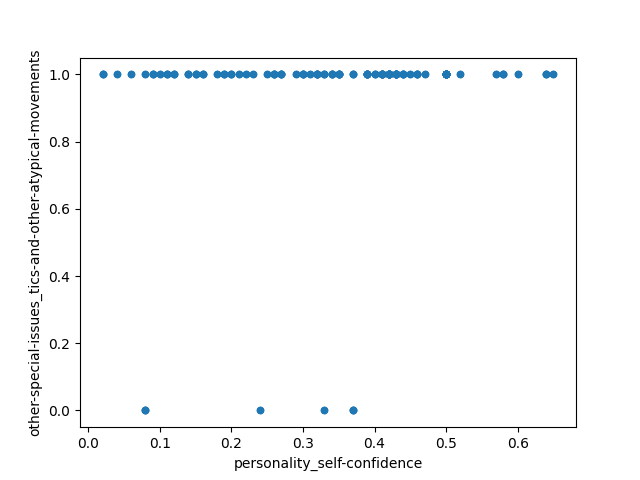 other-special-issues_tics-and-other-atypical-movements
1.0
0.8
0.6
0.4
0.2
0.0
0.0 0.1 0.2 0.3 0.4 0.5 0.6
personality_self-confidence